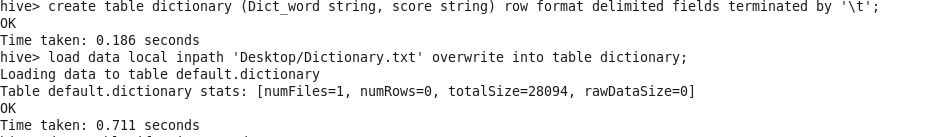 hive> create table dictionary (Dict_word string, score string) row format delimited fields terminated by '\t';
OK
Time taken: 0.186 seconds
hive> load data local inpath 'Desktop/Dictionary.txt' overwrite into table dictionary;
Loading data to table default.dictionary
Table default.dictionary stats: [numFiles=1, numRows=0, totalSize=28094, rawDataSize=0]
OK
Time taken: 0.711 seconds